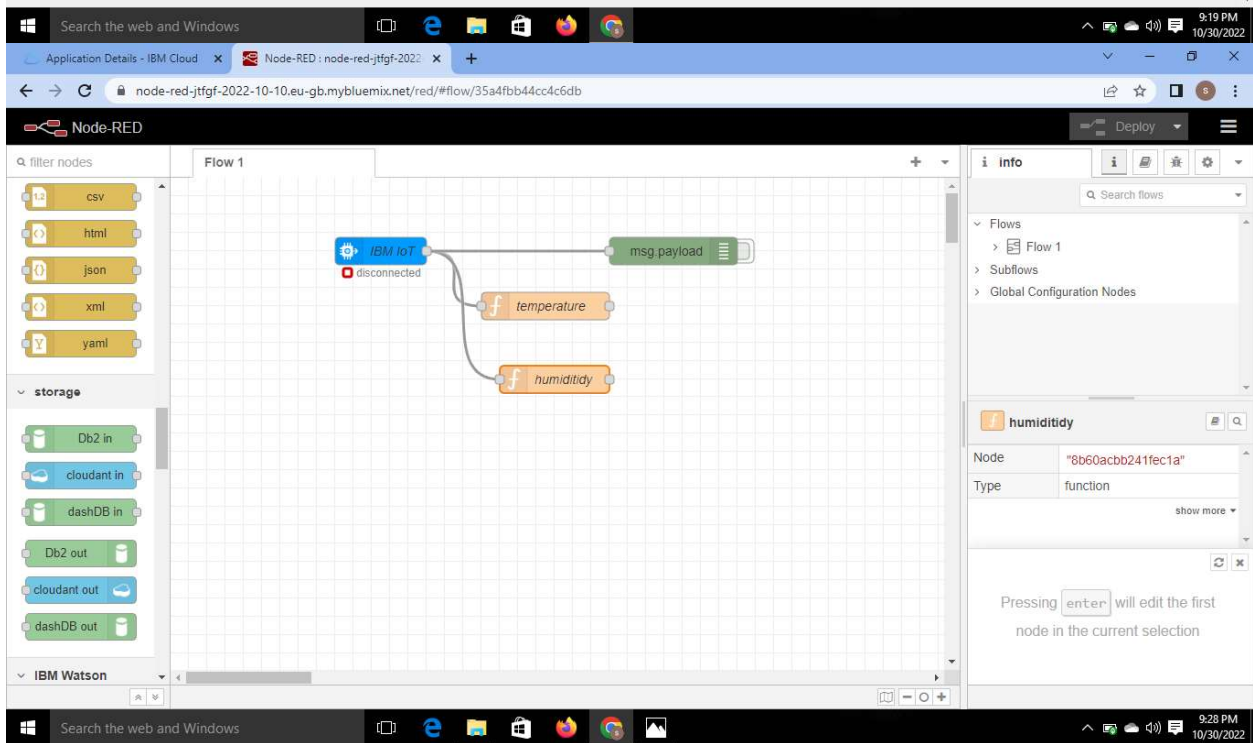 Search the web and Windows
9:19 PM
10/30/2022
Application Details - IBM Cloud
Node-RED : node-red-jtfgf-2022
node-red-jtfgf-2022-10-10.eu-gb.mybluemix.net/red/#flow/35a4fbb44cc4c6db
S
Node-RED
Deploy
filter nodes
Flow 1
i info
i
1,2 csv
html
json
xml
Y yaml
storage
Db2 in
cloudant in
dashDB in
Db2 out
cloudant out
dashDB out
IBM Watson
IBM IoT
disconnected
msg.payload
f temperature
f humiditidy
Search flows
Flows
Flow 1
Subflows
Global Configuration Nodes
f humiditidy
Node "8b60acbb241fec1a"
Type function
show more
Pressing enter will edit the first
node in the current selection
Search the web and Windows
9:28 PM
10/30/2022